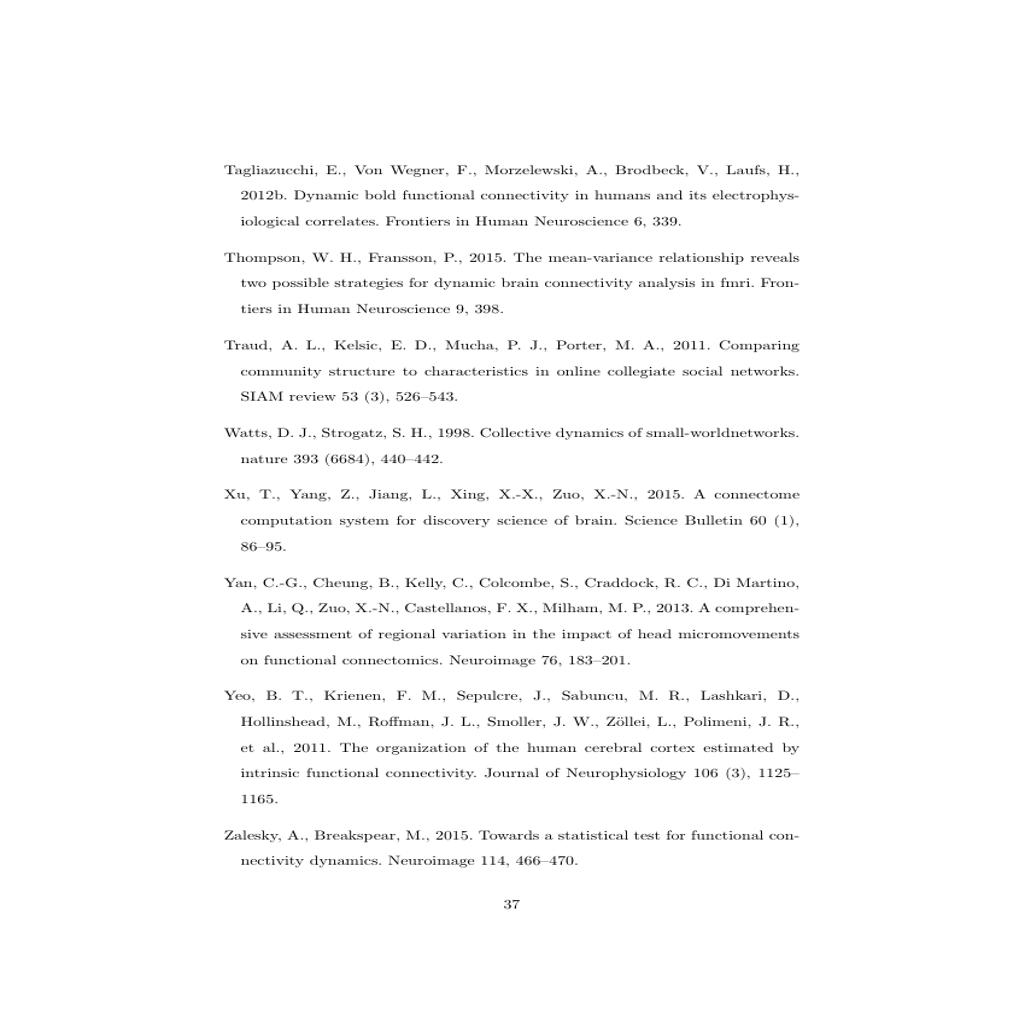 Tagliazucchi, E., Von Wegner, F., Morzelewski, A., Brodbeck, V., Laufs, H.,
2012b. Dynamic bold functional connectivity in humans and its electrophys-
iological correlates. Frontiers in Human Neuroscience 6, 339.
Thompson, W. H., Fransson, P., 2015. The mean-variance relationship reveals
two possible strategies for dynamic brain connectivity analysis in fmri. Fron-
tiers in Human Neuroscience 9, 398.
Traud, A. L., Kelsic, E. D., Mucha, P. J., Porter, M. A., 2011. Comparing
community structure to characteristics in online collegiate social networks.
SIAM review 53 (3), 526–543.
Watts, D. J., Strogatz, S. H., 1998. Collective dynamics of small-worldnetworks.
nature 393 (6684), 440–442.
Xu, T., Yang, Z., Jiang, L., Xing, X.-X., Zuo, X.-N., 2015. A connectome
computation system for discovery science of brain. Science Bulletin 60 (1),
86–95.
Yan, C.-G., Cheung, B., Kelly, C., Colcombe, S., Craddock, R. C., Di Martino,
A., Li, Q., Zuo, X.-N., Castellanos, F. X., Milham, M. P., 2013. A comprehen-
sive assessment of regional variation in the impact of head micromovements
on functional connectomics. Neuroimage 76, 183–201.
Yeo, B. T., Krienen, F. M., Sepulcre, J., Sabuncu, M. R., Lashkari, D.,
Hollinshead, M., Roffman, J. L., Smoller, J. W., Zöllei, L., Polimeni, J. R.,
et al., 2011. The organization of the human cerebral cortex estimated by
intrinsic functional connectivity. Journal of Neurophysiology 106 (3), 1125–
1165.
Zalesky, A., Breakspear, M., 2015. Towards a statistical test for functional con-
nectivity dynamics. Neuroimage 114, 466–470.
37